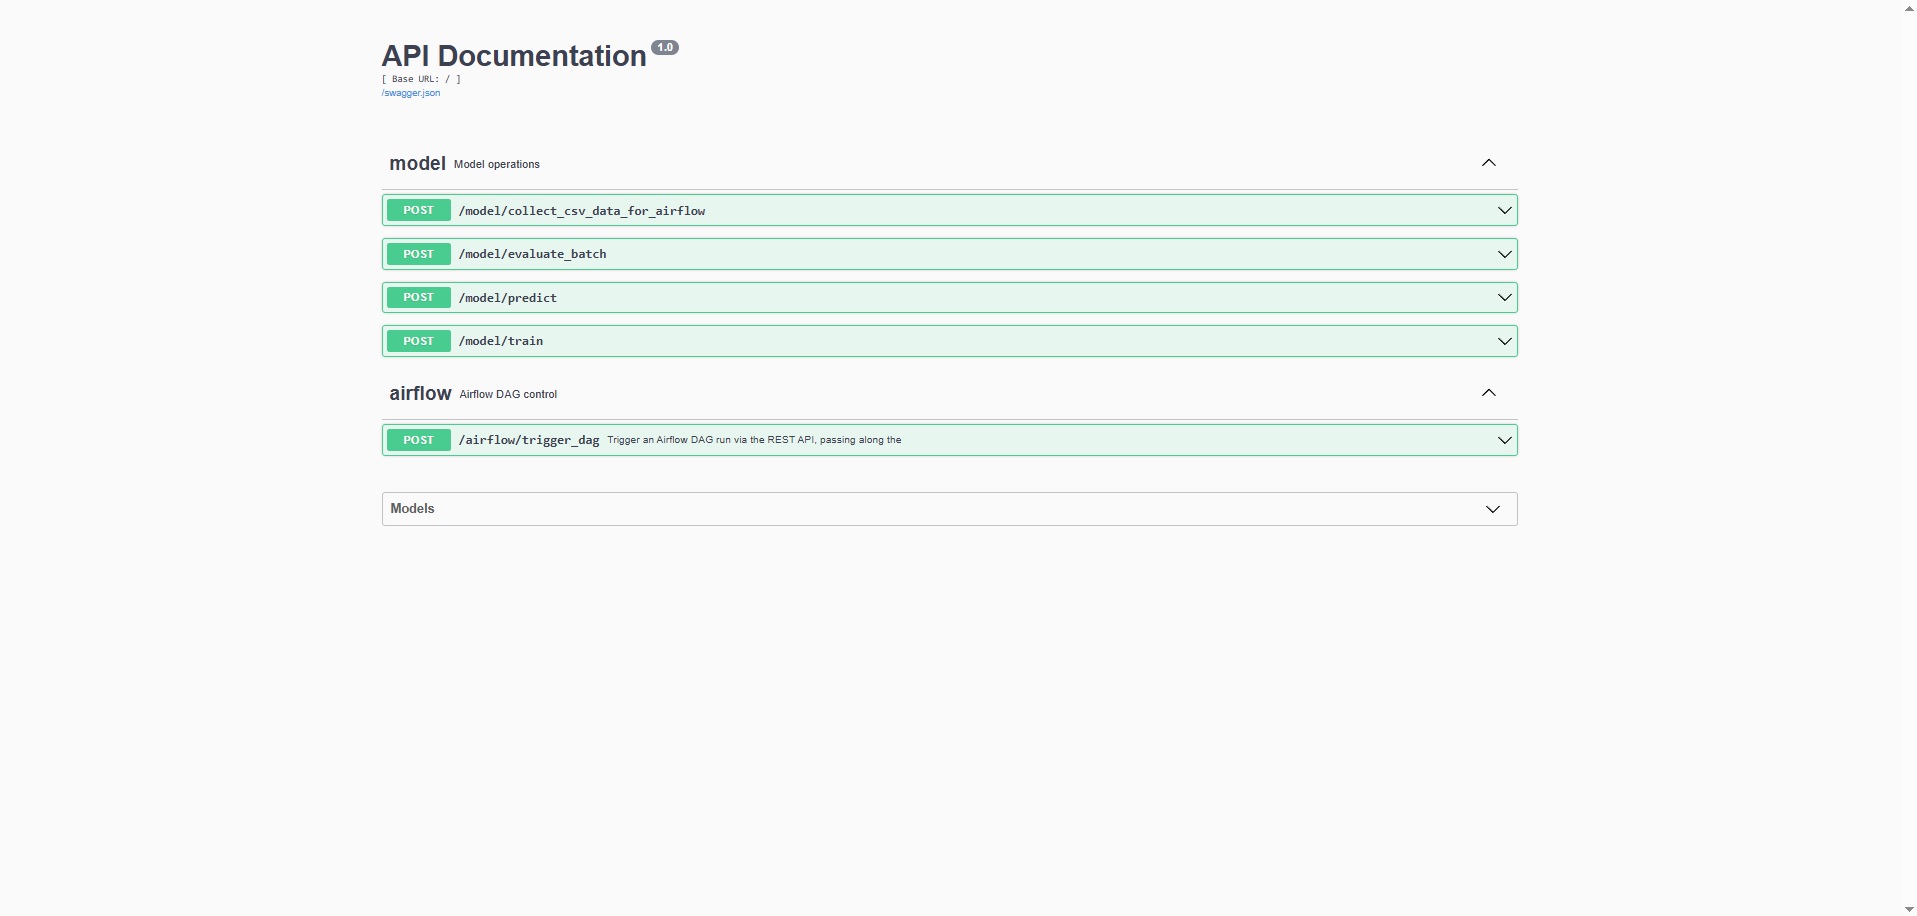 API Documentation 1.0
[ Base URL: / ]
/swagger.json
model Model operations
POST /model/collect_csv_data_for_airflow
POST /model/evaluate_batch
POST /model/predict
POST /model/train
airflow Airflow DAG control
POST /airflow/trigger_dag Trigger an Airflow DAG run via the REST API, passing along the
Models